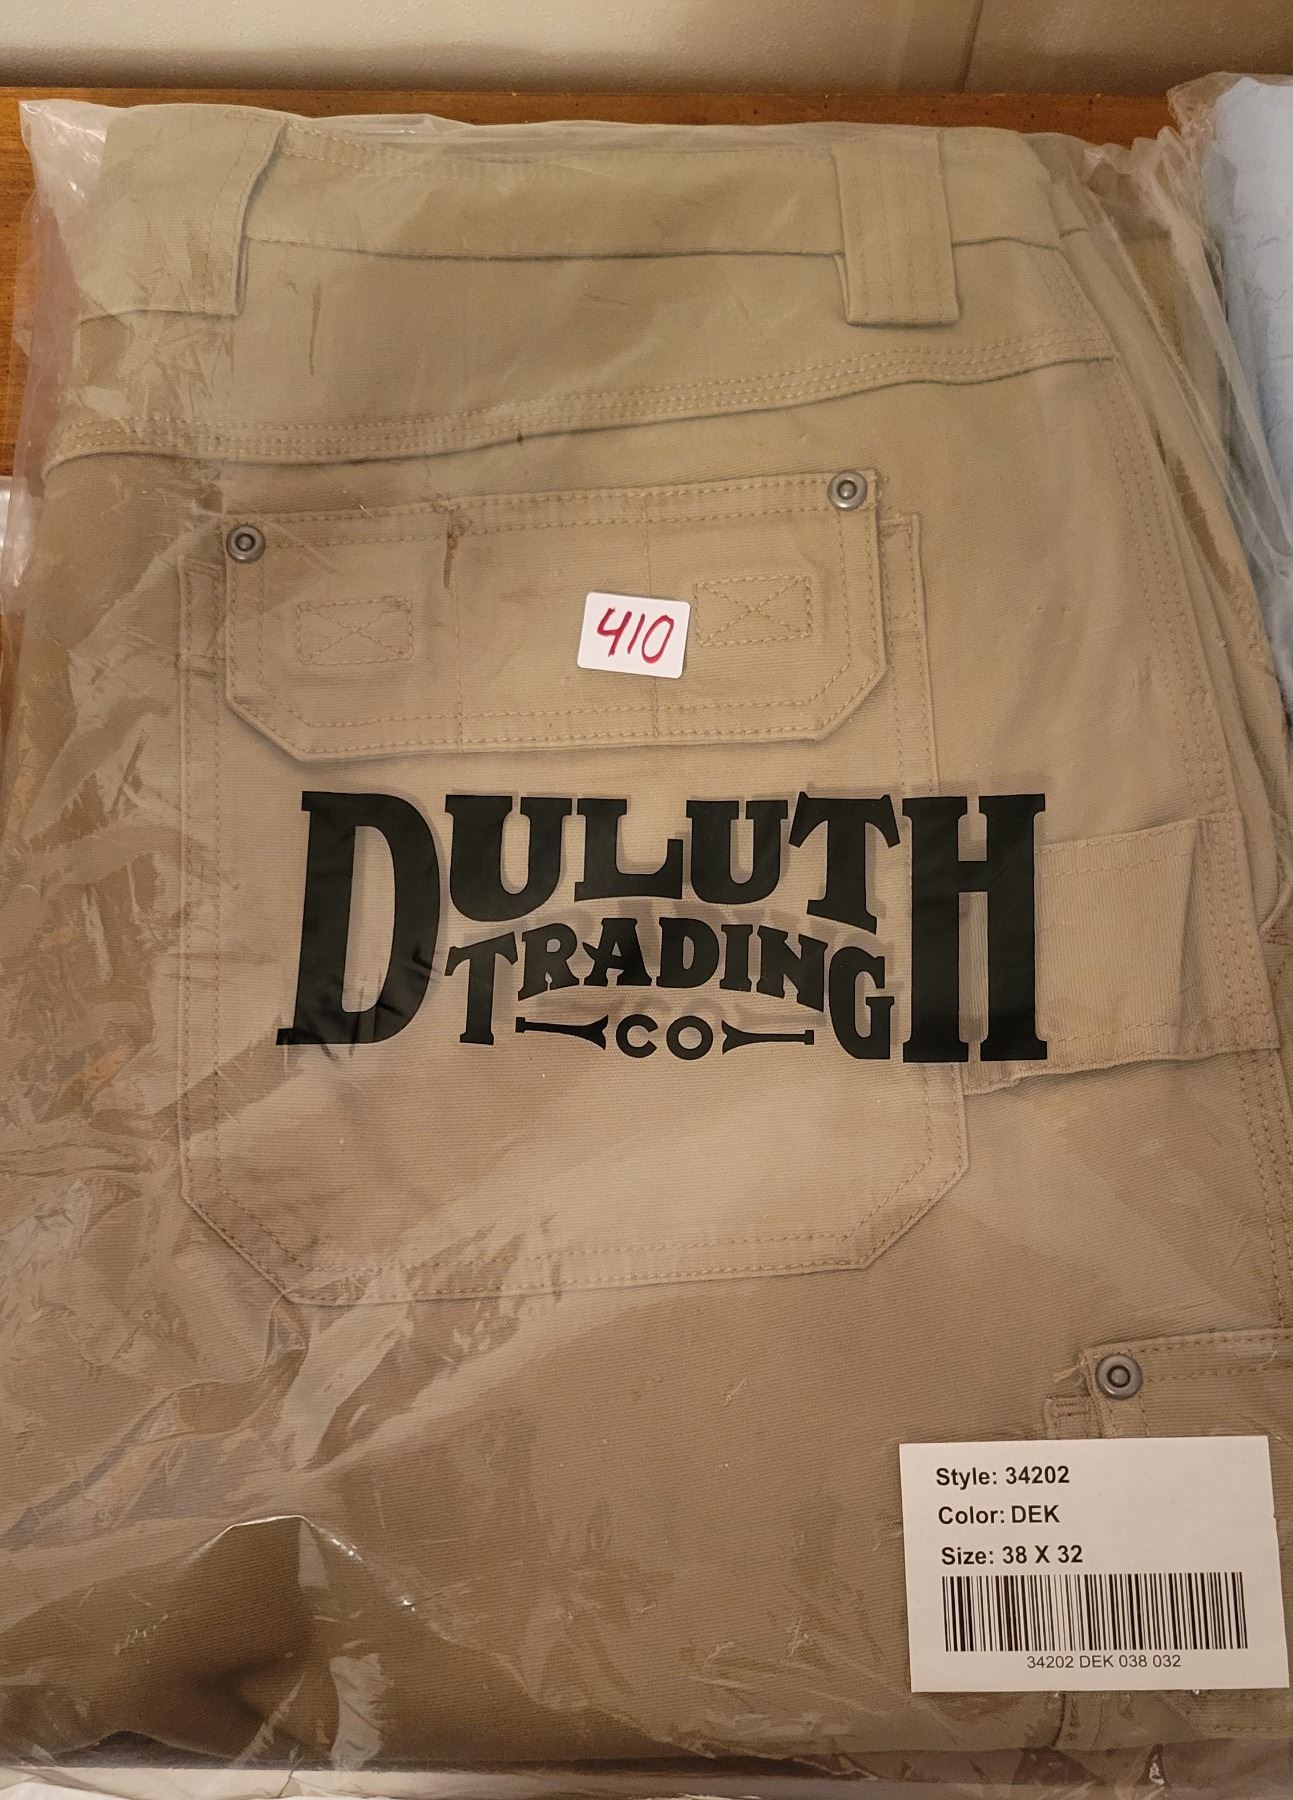 410
DULUTH
TRADING
CO
Style: 34202
Color: DEK
Size: 38 X 32
34202 DEK 038 032